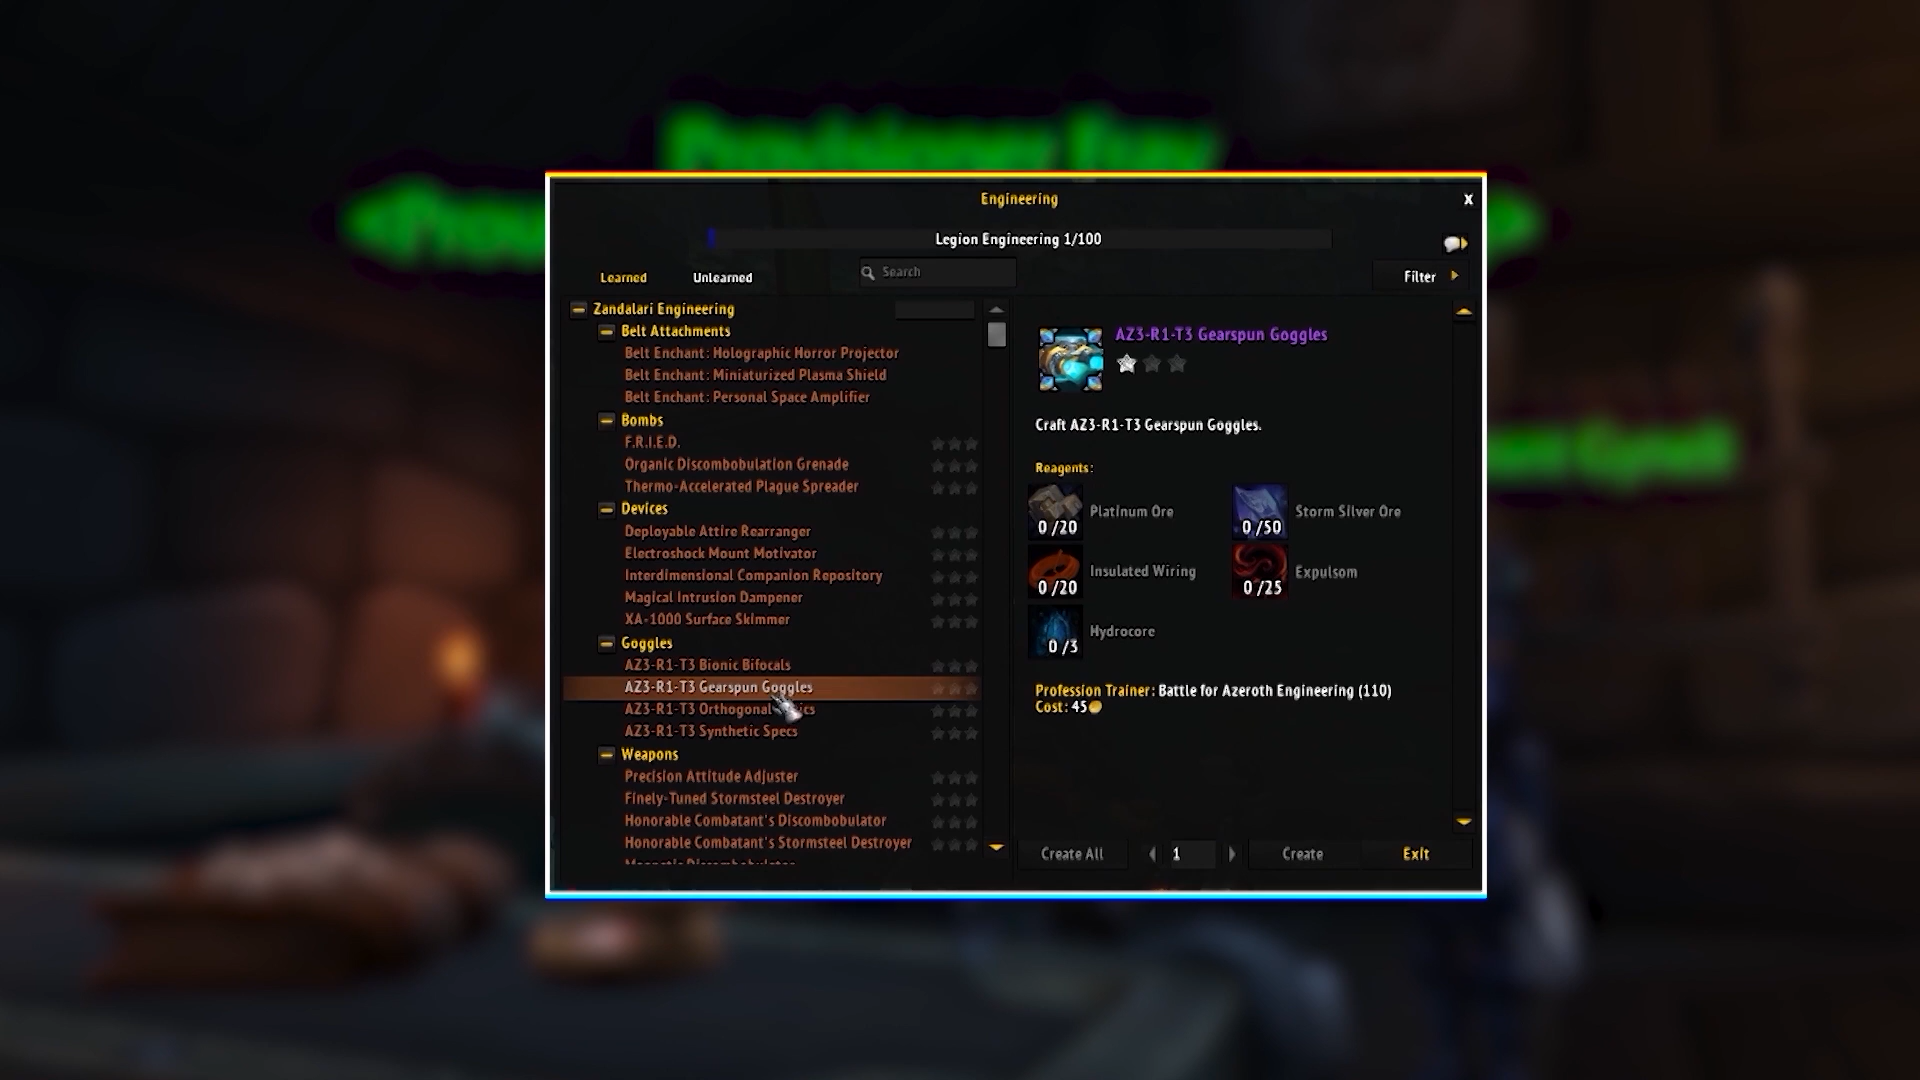 Engineering
X
Legion Engineering 1/100
Learned
Unlearned
Search
Filter
Zandalari Engineering
Belt Attachments
Belt Enchant: Holographic Horror Projector
Belt Enchant: Miniaturized Plasma Shield
Belt Enchant: Personal Space Amplifier
Bombs
F.R.I.E.D.
Organic Discombobulation Grenade
Thermo-Accelerated Plague Spreader
Devices
Deployable Attire Rearranger
Electroshock Mount Motivator
Interdimensional Companion Repository
Magical Intrusion Dampener
XA-1000 Surface Skimmer
Goggles
AZ3-R1-T3 Bionic Bifocals
AZ3-R1-T3 Gearspun Goggles
AZ3-R1-T3 Orthogonal
AZ3-R1-T3 Synthetic Specs
Weapons
Precision Attitude Adjuster
Finely-Tuned Stormsteel Destroyer
Honorable Combatant's Discombobulator
Honorable Combatant's Stormsteel Destroyer
AZ3-R1-T3 Gearspun Goggles
Craft AZ3-R1-T3 Gearspun Goggles.
Reagents:
0 /20 Platinum Ore
0 /50 Storm Silver Ore
0 /20 Insulated Wiring
0 /25 Expulsom
0 /3 Hydrocore
Profession Trainer: Battle for Azeroth Engineering (110)
Cost: 45
Create All
1
Create
Exit